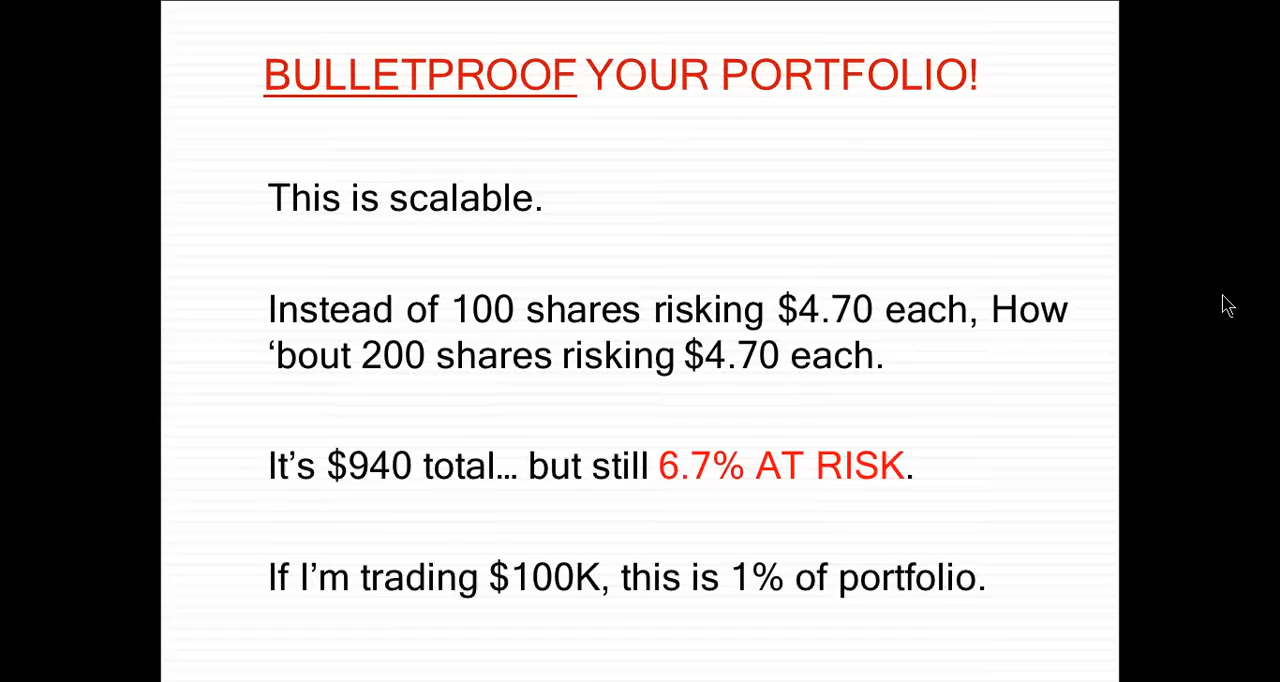 BULLETPROOF YOUR PORTFOLIO!
This is scalable.
Instead of 100 shares risking $4.70 each, How
‘bout 200 shares risking $4.70 each.
It’s $940 total... but still 6.7% AT RISK.
If I’m trading $100K, this is 1% of portfolio.